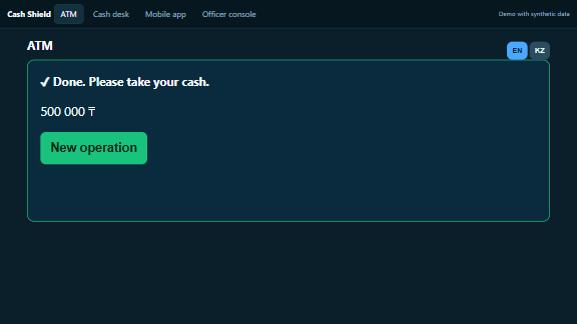 Cash Shield ATM Cash desk Mobile app Officer console Demo with synthetic data
ATM
EN KZ
✓ Done. Please take your cash.
500 000 ₸
New operation